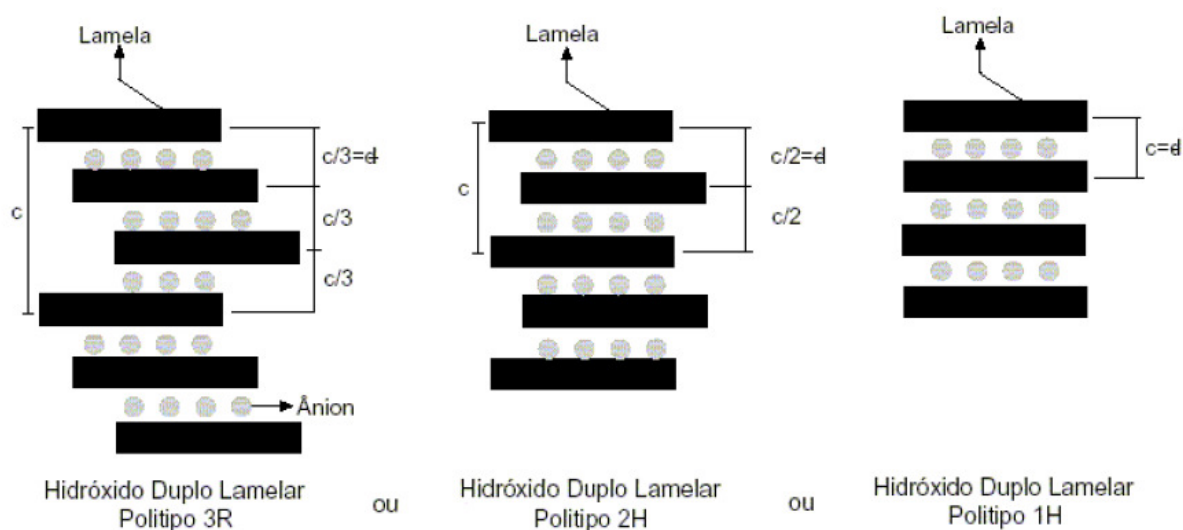 Lamela
c
c/3=d
c/3
c/3
Ânion
Hidróxido Duplo Lamelar
Politipo 3R
ou
Lamela
c
c/2=d
c/2
Hidróxido Duplo Lamelar
Politipo 2H
ou
Lamela
c=d
Hidróxido Duplo Lamelar
Politipo 1H